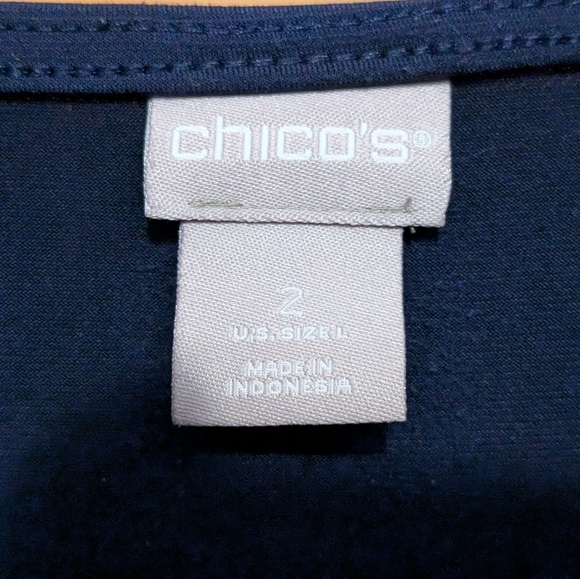 chico's®
2
U.S. SIZE L
MADE IN
INDONESIA